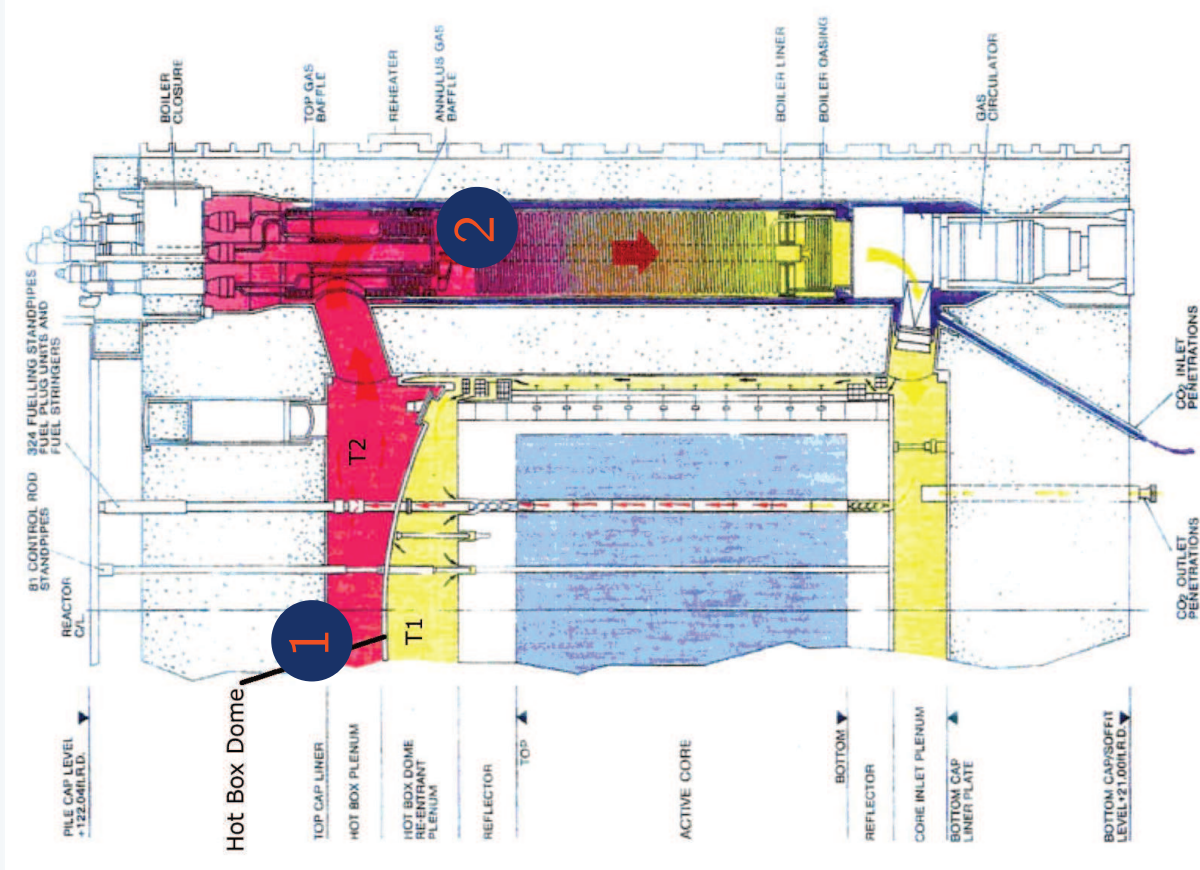 REACTOR
C/L
81 CONTROL ROD
STANDPIPES
324 FUELLING STANDPIPES
FUEL PLUG UNITS AND
FUEL STRINGERS
BOILER
CLOSURE
TOP GAS
BAFFLE
REHEATER
ANNULUS GAS
BAFFLE
BOILER LINER
BOILER CASING
GAS
CIRCULATOR
CO₂ INLET
PENETRATIONS
CO₂ OUTLET
PENETRATIONS
PILE CAP LEVEL
+122.04ft.R.D.
Hot Box Dome
TOP CAP LINER
HOT BOX PLENUM
HOT BOX DOME
RE-ENTRANT
PLENUM
REFLECTOR
TOP
ACTIVE CORE
BOTTOM
REFLECTOR
CORE INLET PLENUM
BOTTOM CAP
LINER PLATE
BOTTOM CAP/SOFFIT
LEVEL+21.00ft.R.D.
1
2
T1
T2